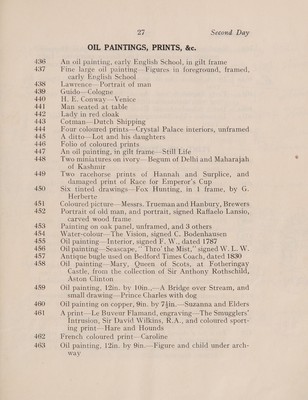 27
Second Day
OIL PAINTINGS, PRINTS, &c.
436 An oil painting, early English School, in gilt frame
437 Fine large oil painting—Figures in foreground, framed,
early English School
438 Lawrence—Portrait of man
439 Guido—Cologne
440 H. E. Conway—Venice
441 Man seated at table
442 Lady in red cloak
443 Cotman—Dutch Shipping
444 Four coloured prints—Crystal Palace interiors, unframed
445 A ditto—Lot and his daughters
446 Folio of coloured prints
447 An oil painting, in gilt frame—Still Life
448 Two miniatures on ivory—Begum of Delhi and Maharajah
of Kashmir
449 Two racehorse prints of Hannah and Surplice, and
damaged print of Race for Emperor's Cup
450 Six tinted drawings—Fox Hunting, in 1 frame, by G.
Herberte
451 Coloured picture—Messrs. Trueman and Hanbury, Brewers
452 Portrait of old man, and portrait, signed Raffaelo Lansio,
carved wood frame
453 Painting on oak panel, unframed, and 3 others
454 Water-colour—The Vision, signed C. Bodenhausen
455 Oil painting—Interior, signed F. W., dated 1787
456 Oil painting—Seascape, "Thro' the Mist," signed W. L. W.
457 Antique bugle used on Bedford Times Coach, dated 1830
458 Oil painting—Mary, Queen of Scots, at Fotheringay
Castle, from the collection of Sir Anthony Rothschild,
Aston Clinton
459 Oil painting, 12in. by 10in.,—A Bridge over Stream, and
small drawing—Prince Charles with dog
460 Oil painting on copper, 9in. by 7½in.—Suzanna and Elders
461 A print—Le Buveur Flamand, engraving—The Smugglers'
Intrusion, Sir David Wilkins, R.A., and coloured sport-
ing print—Hare and Hounds
462 French coloured print—Caroline
463 Oil painting, 12in. by 9in.—Figure and child under arch-
way